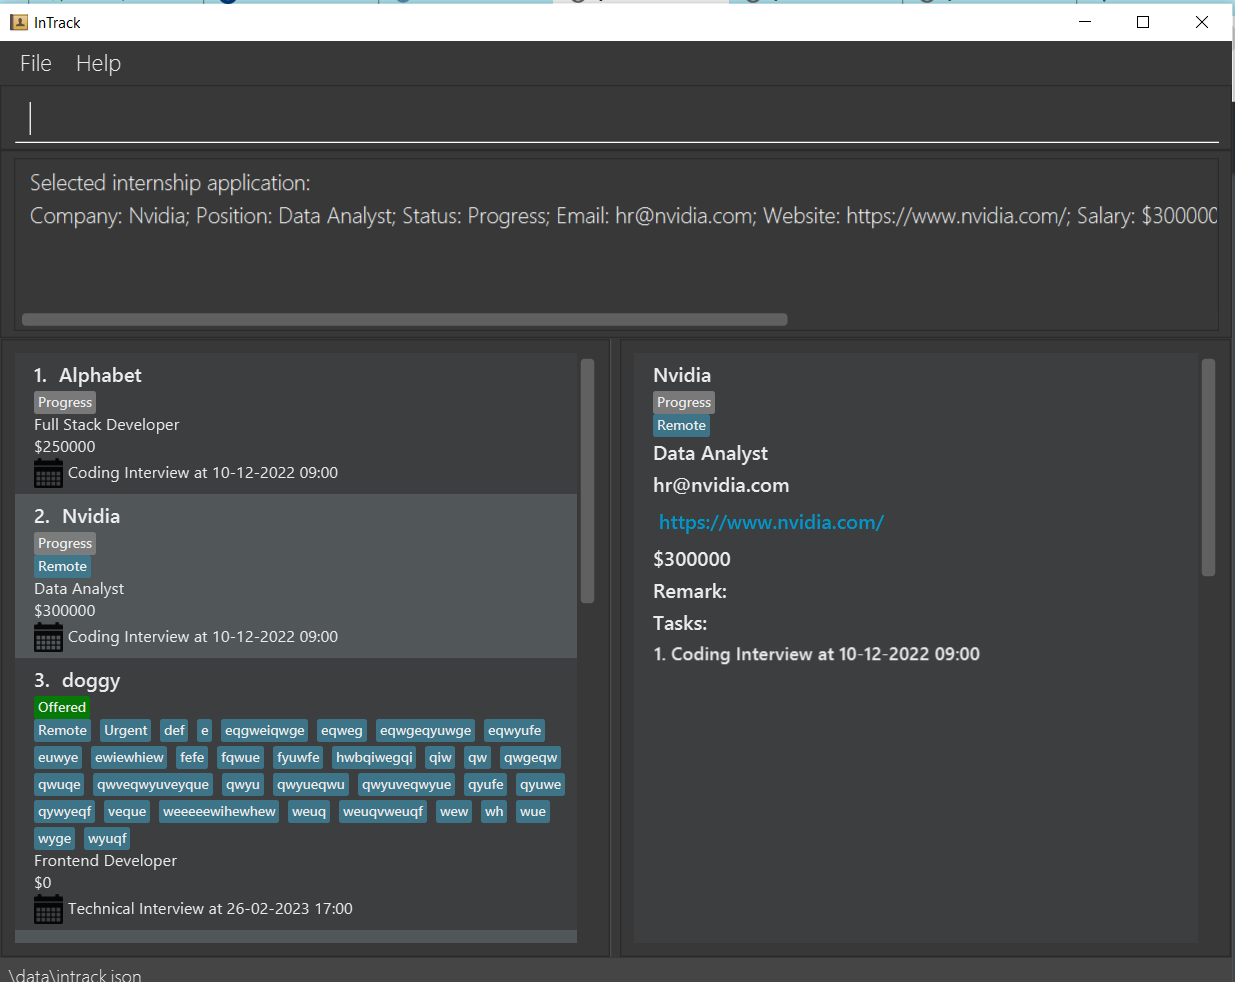 InTrack
File Help
Selected internship application:
Company: Nvidia; Position: Data Analyst; Status: Progress; Email: hr@nvidia.com; Website: https://www.nvidia.com/; Salary: $300000
1. Alphabet
Progress
Full Stack Developer
$250000
Coding Interview at 10-12-2022 09:00
2. Nvidia
Progress
Remote
Data Analyst
$300000
Coding Interview at 10-12-2022 09:00
3. doggy
Offered
Remote Urgent def e eqgweiqwge eqweg eqwgeqyuwge eqwyufe
euwye ewiewhiew fefe fqwue fyuwfe hwbqiwegqi qiw qw qwgeqw
qwuqe qwveqwyuveyque qwyu qwyueqwu qwyuveqwyue qyufe qyuwe
qywyeqf veque weeeeewihewhew weuq weuqvweuqf wew wh wue
wyge wyuqf
Frontend Developer
$0
Technical Interview at 26-02-2023 17:00
Nvidia
Progress
Remote
Data Analyst
hr@nvidia.com
https://www.nvidia.com/
$300000
Remark:
Tasks:
1. Coding Interview at 10-12-2022 09:00
\data\intrack.json